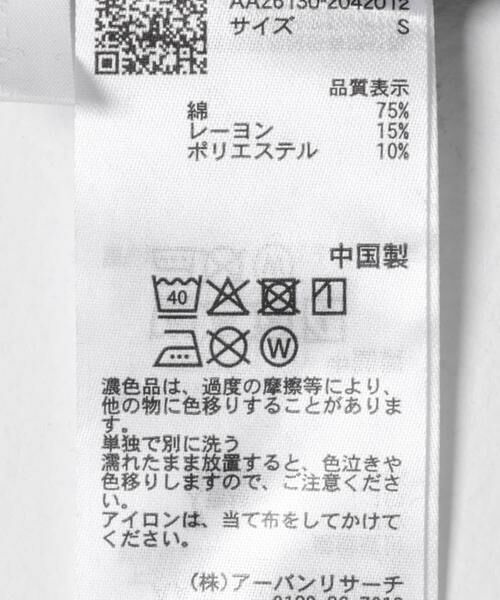 AA26130-2042012
サイズ S
品質表示
綿 75%
レーヨン 15%
ポリエステル 10%
中国製
40
W
濃色品は、過度の摩擦等により、
他の物に色移りすることがありま
す。
単独で別に洗う
濡れたまま放置すると、色泣きや
色移りしますので、ご注意くださ
い。
アイロンは、当て布をしてかけて
ください。
(株)アーバンリサーチ